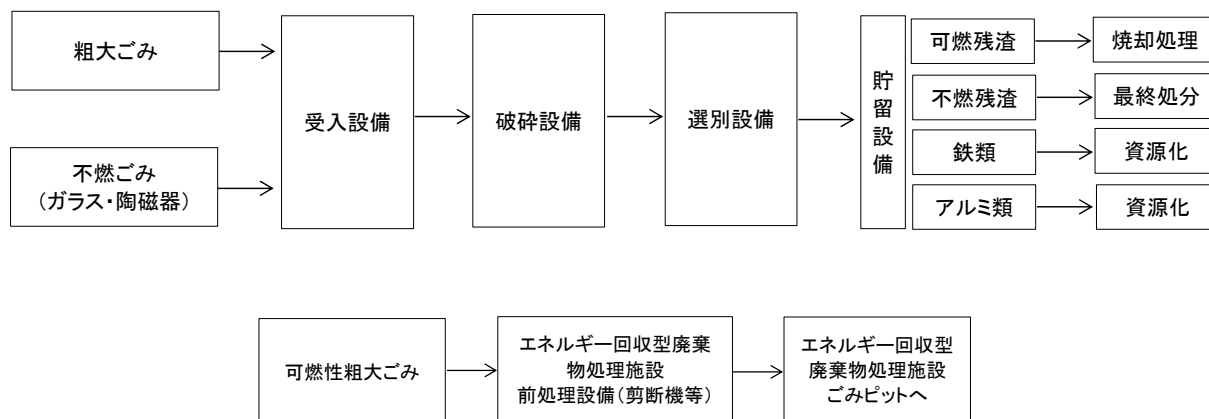 粗大ごみ
不燃ごみ
(ガラス・陶磁器)
受入設備
破砕設備
選別設備
貯留設備
可燃残渣
焼却処理
不燃残渣
最終処分
鉄類
資源化
アルミ類
資源化
可燃性粗大ごみ
エネルギー回収型廃棄
物処理施設
前処理設備(剪断機等)
エネルギー回収型
廃棄物処理施設
ごみピットへ